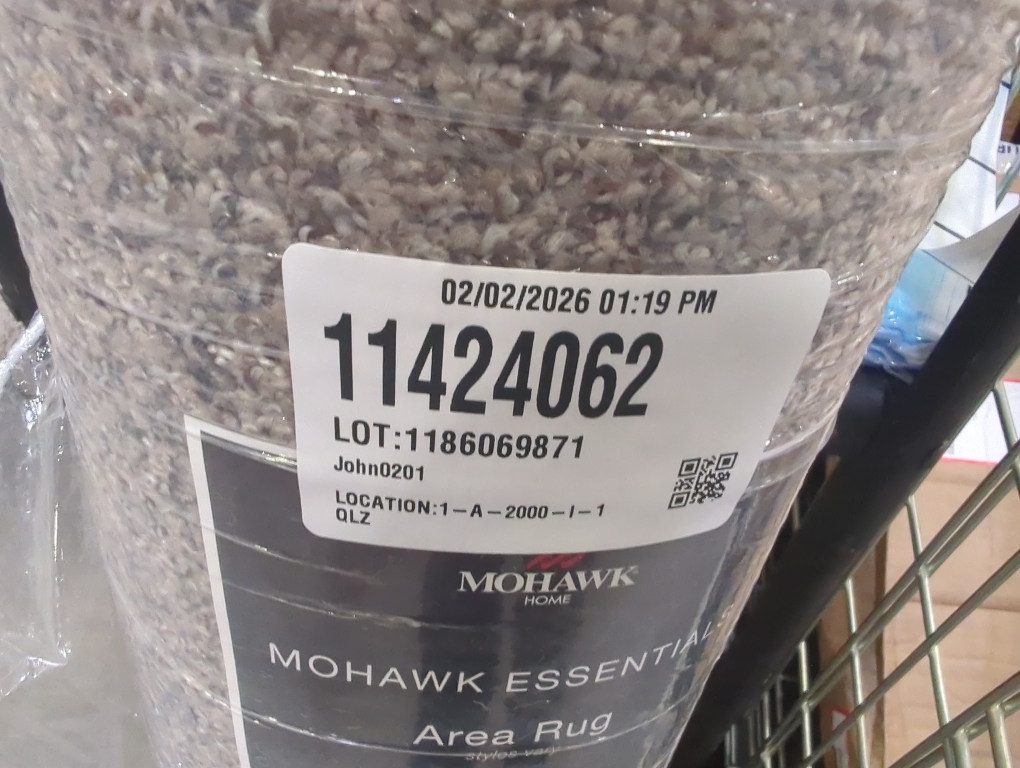 02/02/2026 01:19 PM
11424062
LOT:1186069871
John0201
LOCATION:1-A-2000-I-1
QLZ
MOHAWK
HOME
MOHAWK ESSENTIALS
Area Rug
styles vary